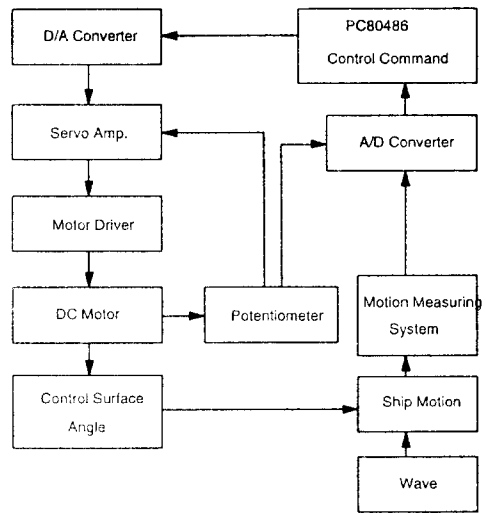 D/A Converter
PC80486
Control Command
Servo Amp.
A/D Converter
Motor Driver
DC Motor
Potentiometer
Motion Measuring
System
Control Surface
Angle
Ship Motion
Wave